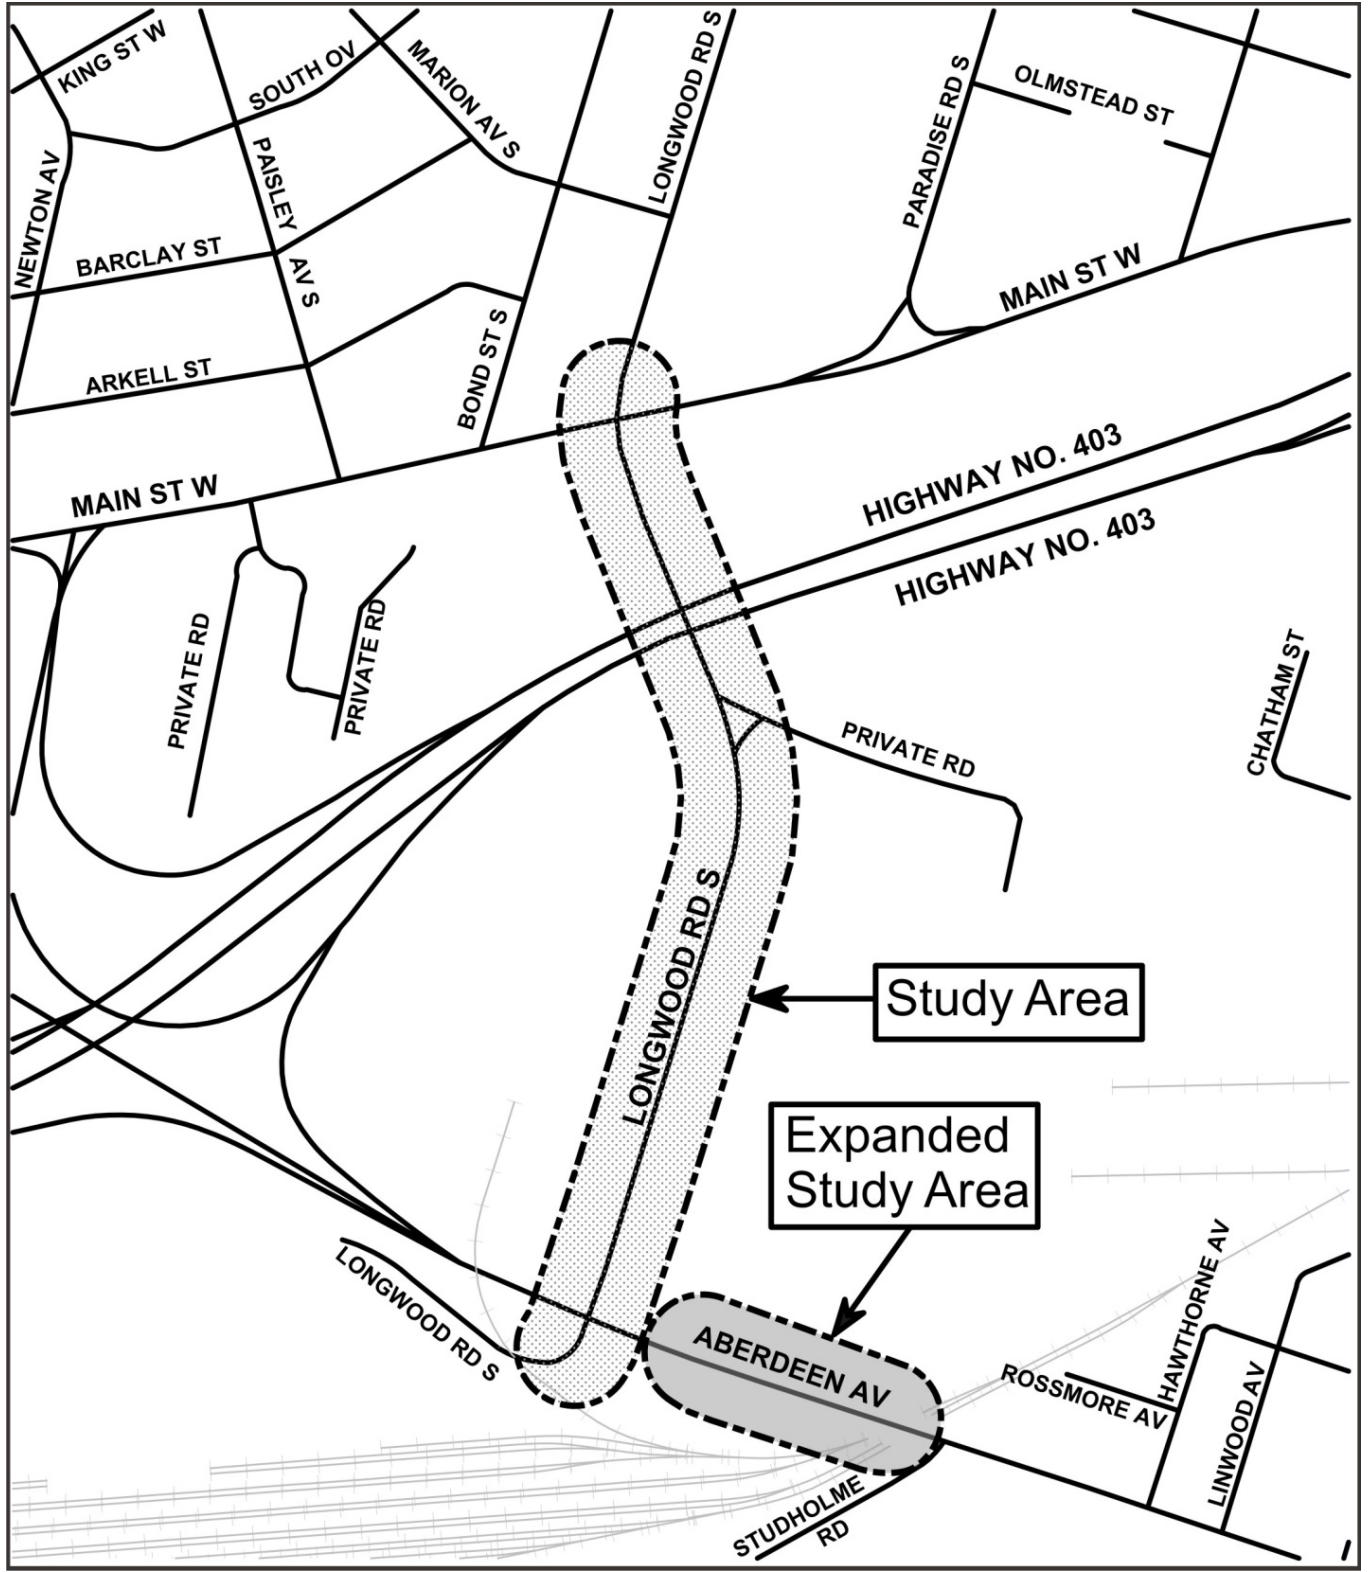 KING ST W
SOUTH OV
MARION AV S
LONGWOOD RD S
PARADISE RD S
OLMSTEAD ST
NEWTON AV
PAISLEY
AV S
BARCLAY ST
MAIN ST W
ARKELL ST
BOND ST S
MAIN ST W
HIGHWAY NO. 403
HIGHWAY NO. 403
PRIVATE RD
PRIVATE RD
PRIVATE RD
CHATHAM ST
LONGWOOD RD S
Study Area
Expanded
Study Area
LONGWOOD RD S
ABERDEEN AV
HAWTHORNE AV
ROSSMORE AV
LINWOOD AV
STUDHOLME
RD